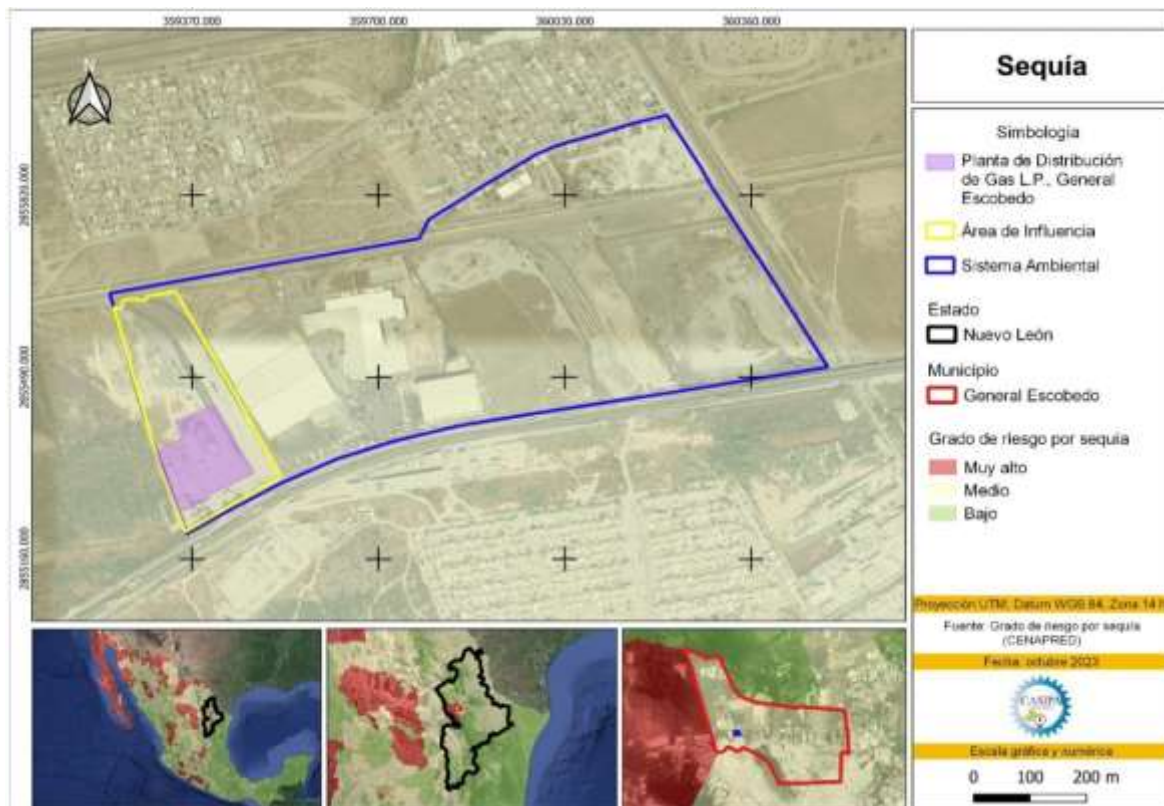 359370.000
359700.000
360030.000
360360.000
2855820.000
2855490.000
2855160.000
N
Sequía
Simbología
Planta de Distribución
de Gas L.P., General
Escobedo
Área de Influencia
Sistema Ambiental
Estado
Nuevo León
Municipio
General Escobedo
Grado de riesgo por sequía
Muy alto
Medio
Bajo
Proyección UTM, Datum WGS 84, Zona 14 N
Fuente: Grado de riesgo por sequía
(CENAPRED)
Fecha: octubre 2023
Escala gráfica y numérica
0 100 200 m